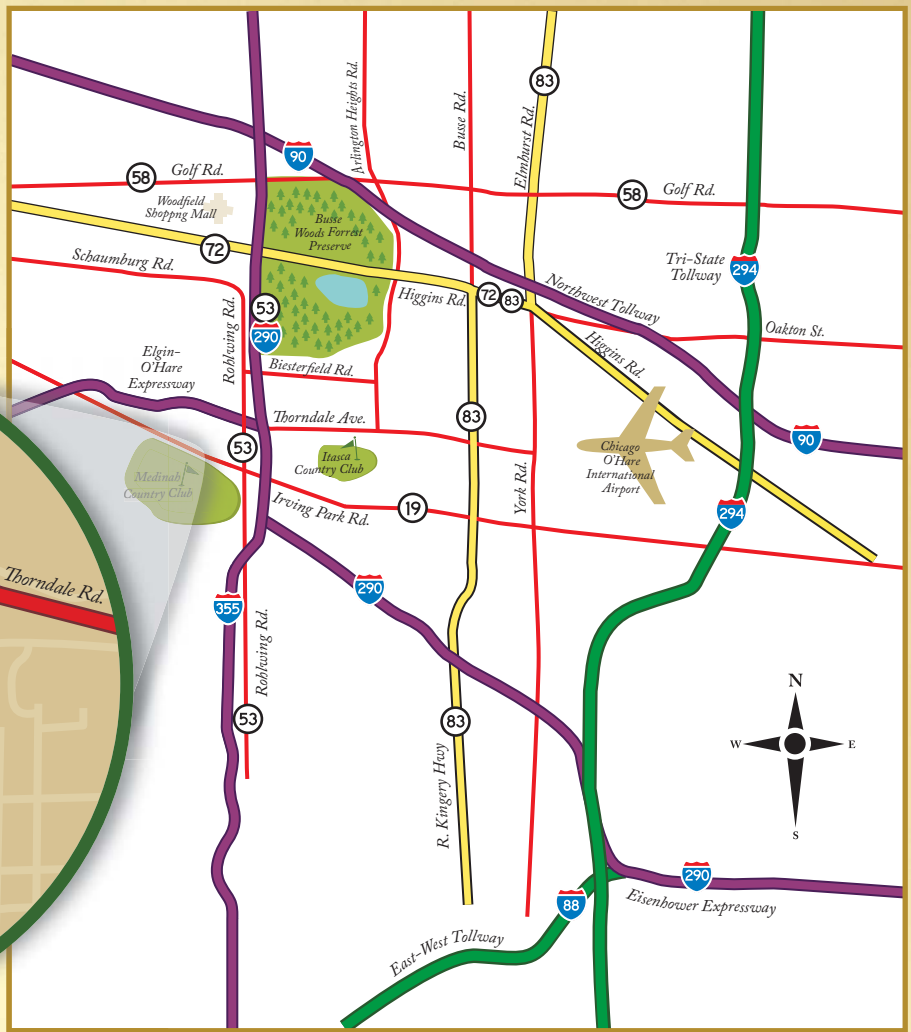 83
Arlington Heights Rd.
Busse Rd.
Elmhurst Rd.
90
58
Golf Rd.
58
Golf Rd.
Woodfield
Shoppng Mall
Busse
Woods Forrest
Preserve
72
Schaumburg Rd.
Tri-State
Tollway
294
Higgins Rd.
72
83
Northwest Tollway
53
290
Rohlwing Rd.
Oakton St.
Higgins Rd.
Elgin-
O'Hare
Expressway
Biesterfield Rd.
Thorndale Ave.
83
53
Itasca
Country Club
Chicago
O'Hare
International
Airport
90
Medinah
Country Club
Irving Park Rd.
19
York Rd.
294
Thorndale Rd.
290
355
Rohlwing Rd.
53
83
R. Kingery Hwy
N
W
E
S
290
Eisenhower Expressway
88
East-West Tollway